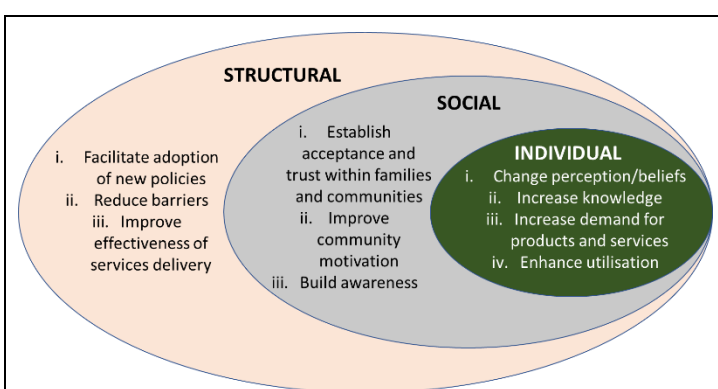 STRUCTURAL
i. Facilitate adoption
of new policies
ii. Reduce barriers
iii. Improve
effectiveness of
services delivery
SOCIAL
i. Establish
acceptance and
trust within families
and communities
ii. Improve
community
motivation
iii. Build awareness
INDIVIDUAL
i. Change perception/beliefs
ii. Increase knowledge
iii. Increase demand for
products and services
iv. Enhance utilisation